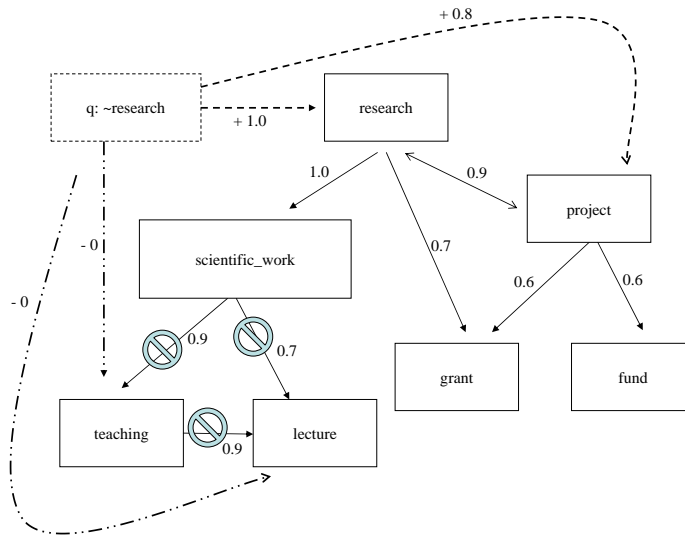 + 0.8
q: ~research
research
+ 1.0
1.0
0.9
project
- 0
scientific_work
0.7
0.6
0.6
- 0
0.9
0.7
grant
fund
teaching
lecture
0.9